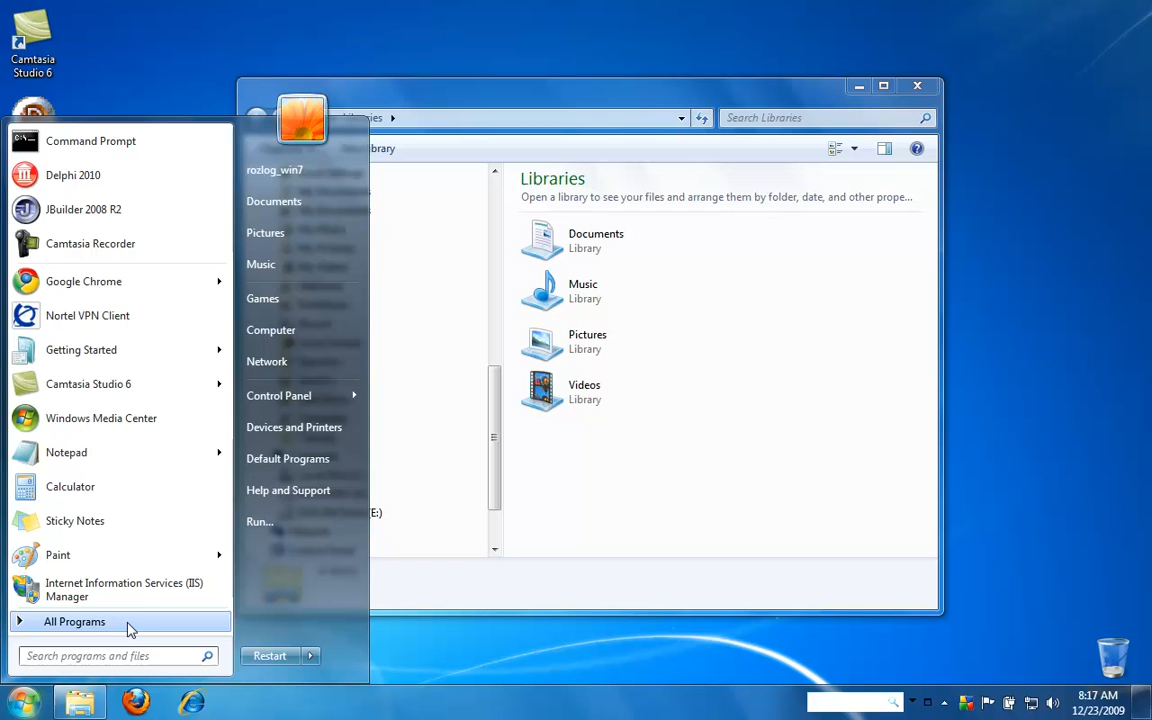 Camtasia
Studio 6
Command Prompt
Delphi 2010
JBuilder 2008 R2
Camtasia Recorder
Google Chrome
Nortel VPN Client
Getting Started
Camtasia Studio 6
Windows Media Center
Notepad
Calculator
Sticky Notes
Paint
Internet Information Services (IIS)
Manager
All Programs
Search programs and files
rozlog_win7
Documents
Pictures
Music
Games
Computer
Network
Control Panel
Devices and Printers
Default Programs
Help and Support
Run...
Restart
Search Libraries
Libraries
Open a library to see your files and arrange them by folder, date, and other prope...
Documents
Library
Music
Library
Pictures
Library
Videos
Library
(E:)
8:17 AM
12/23/2009